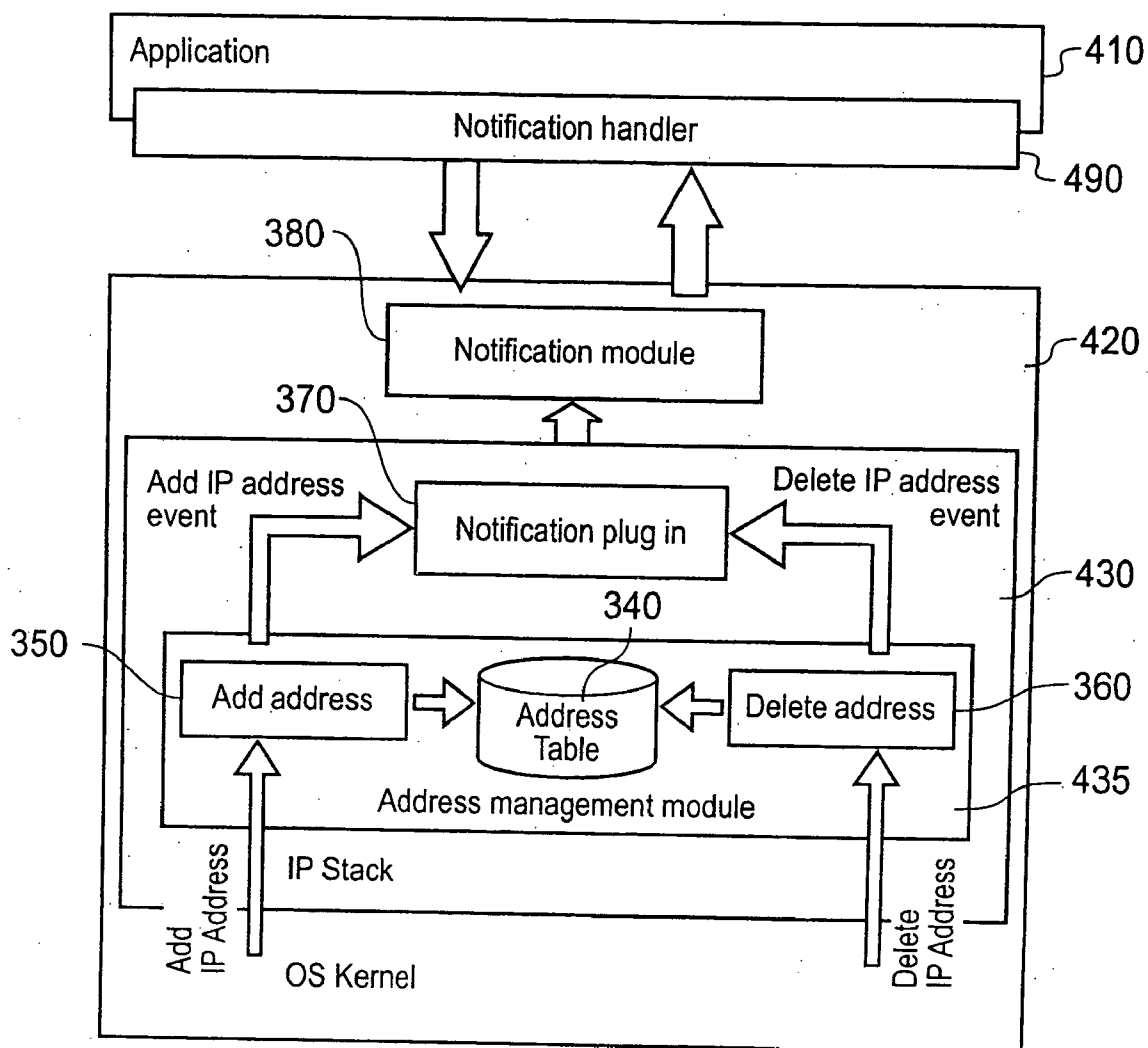 Application
410
Notification handler
490
380
Notification module
420
370
Add IP address
event
Delete IP address
event
Notification plug in
430
340
350
Add address
Address
Table
Delete address
360
Address management module
435
IP Stack
Add
IP Address
Delete
IP Address
OS Kernel